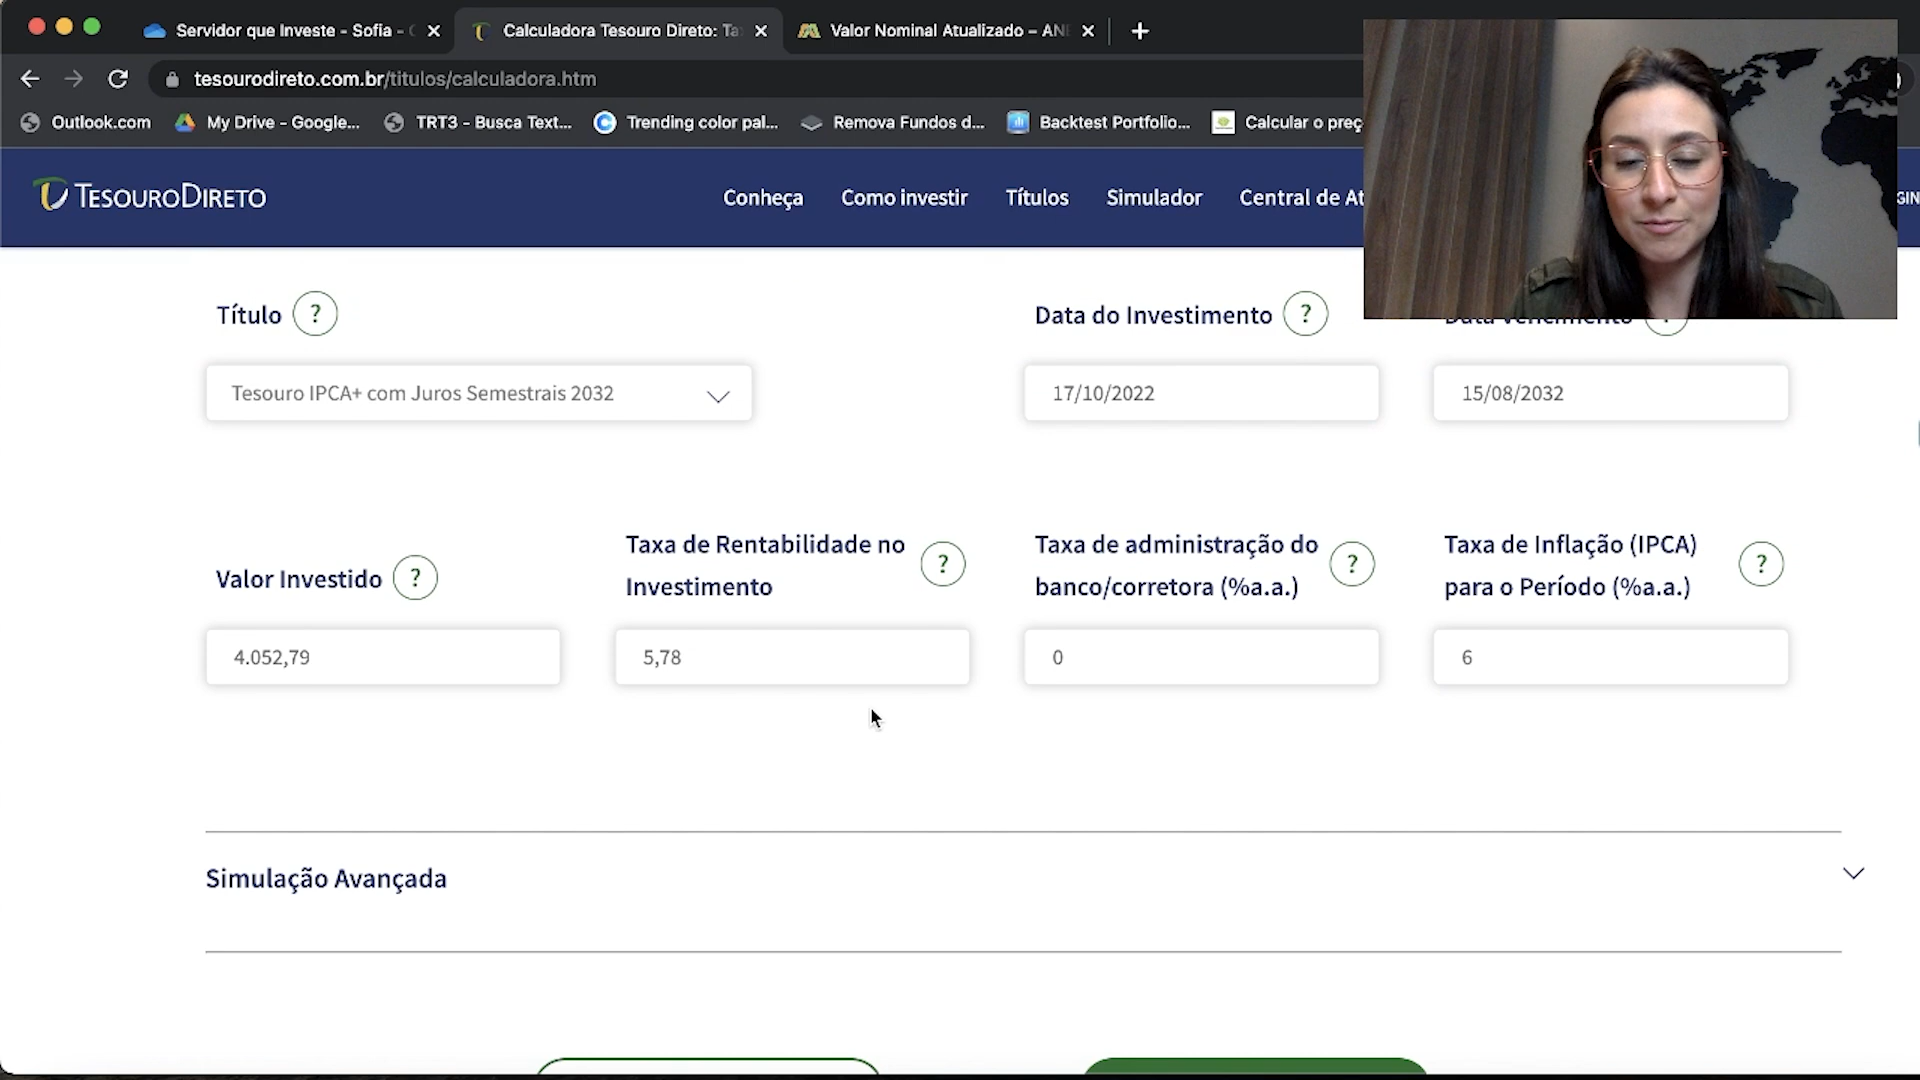 Servidor que Investe - Sofia -
Calculadora Tesouro Direto: Ta
Valor Nominal Atualizado – AN
tesourodireto.com.br/titulos/calculadora.htm
Outlook.com
My Drive - Google...
TRT3 - Busca Text...
Trending color pal...
Remova Fundos d...
Backtest Portfolio...
Calcular o preç
TESOURODIRETO
Conheça
Como investir
Títulos
Simulador
Central de At
GIN
Título ?
Data do Investimento ?
Data Vencimento ?
Tesouro IPCA+ com Juros Semestrais 2032
17/10/2022
15/08/2032
Valor Investido ?
Taxa de Rentabilidade no
Investimento ?
Taxa de administração do
banco/corretora (%a.a.) ?
Taxa de Inflação (IPCA)
para o Período (%a.a.) ?
4.052,79
5,78
0
6
Simulação Avançada